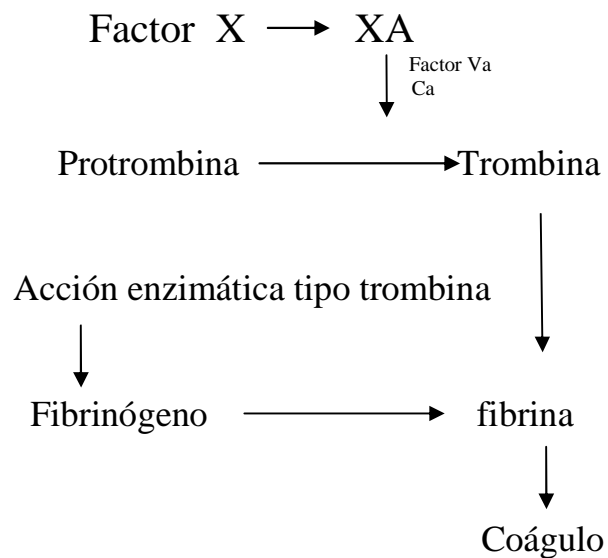 Factor X → XA
Factor Va
Ca
Protrombina → Trombina
Acción enzimática tipo trombina
Fibrinógeno → fibrina
Coágulo